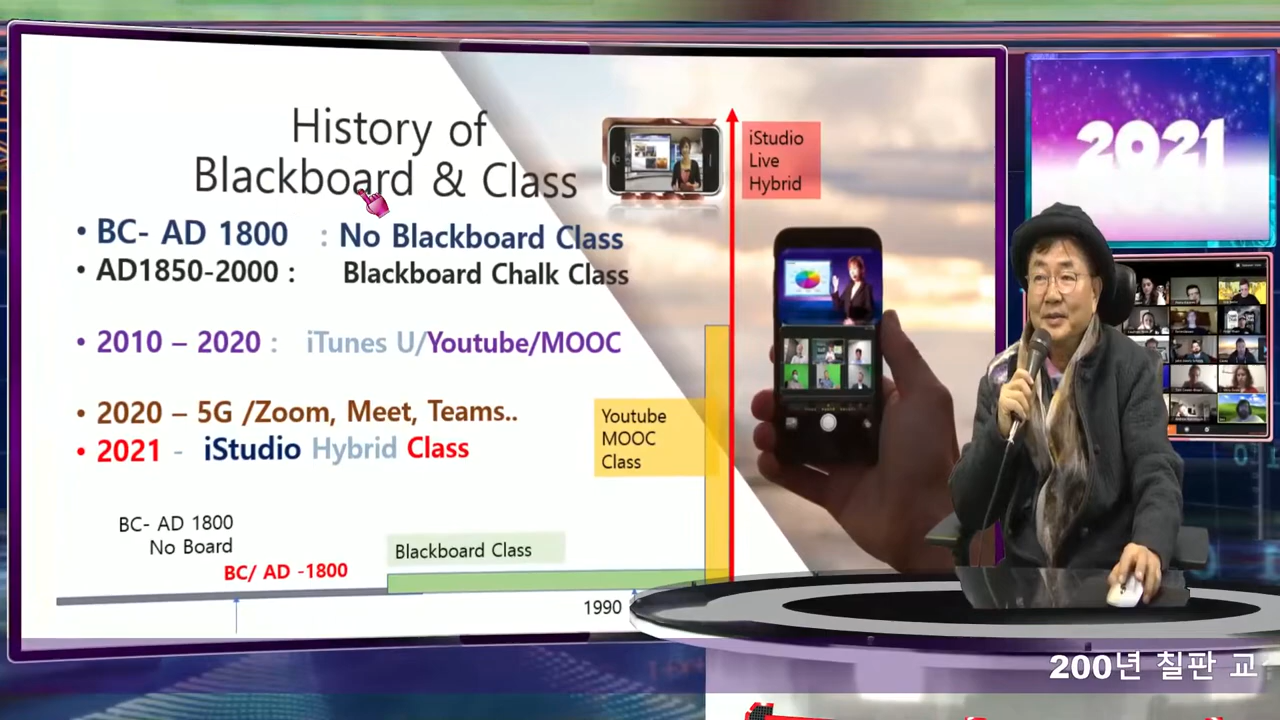 History of
Blackboard & Class
• BC- AD 1800 : No Blackboard Class
• AD1850-2000 : Blackboard Chalk Class
• 2010 – 2020 : iTunes U/Youtube/MOOC
• 2020 – 5G /Zoom, Meet, Teams..
• 2021 - iStudio Hybrid Class
iStudio
Live
Hybrid
Youtube
MOOC
Class
BC- AD 1800
No Board
BC/ AD -1800
Blackboard Class
1990
2021
200년 칠판 교